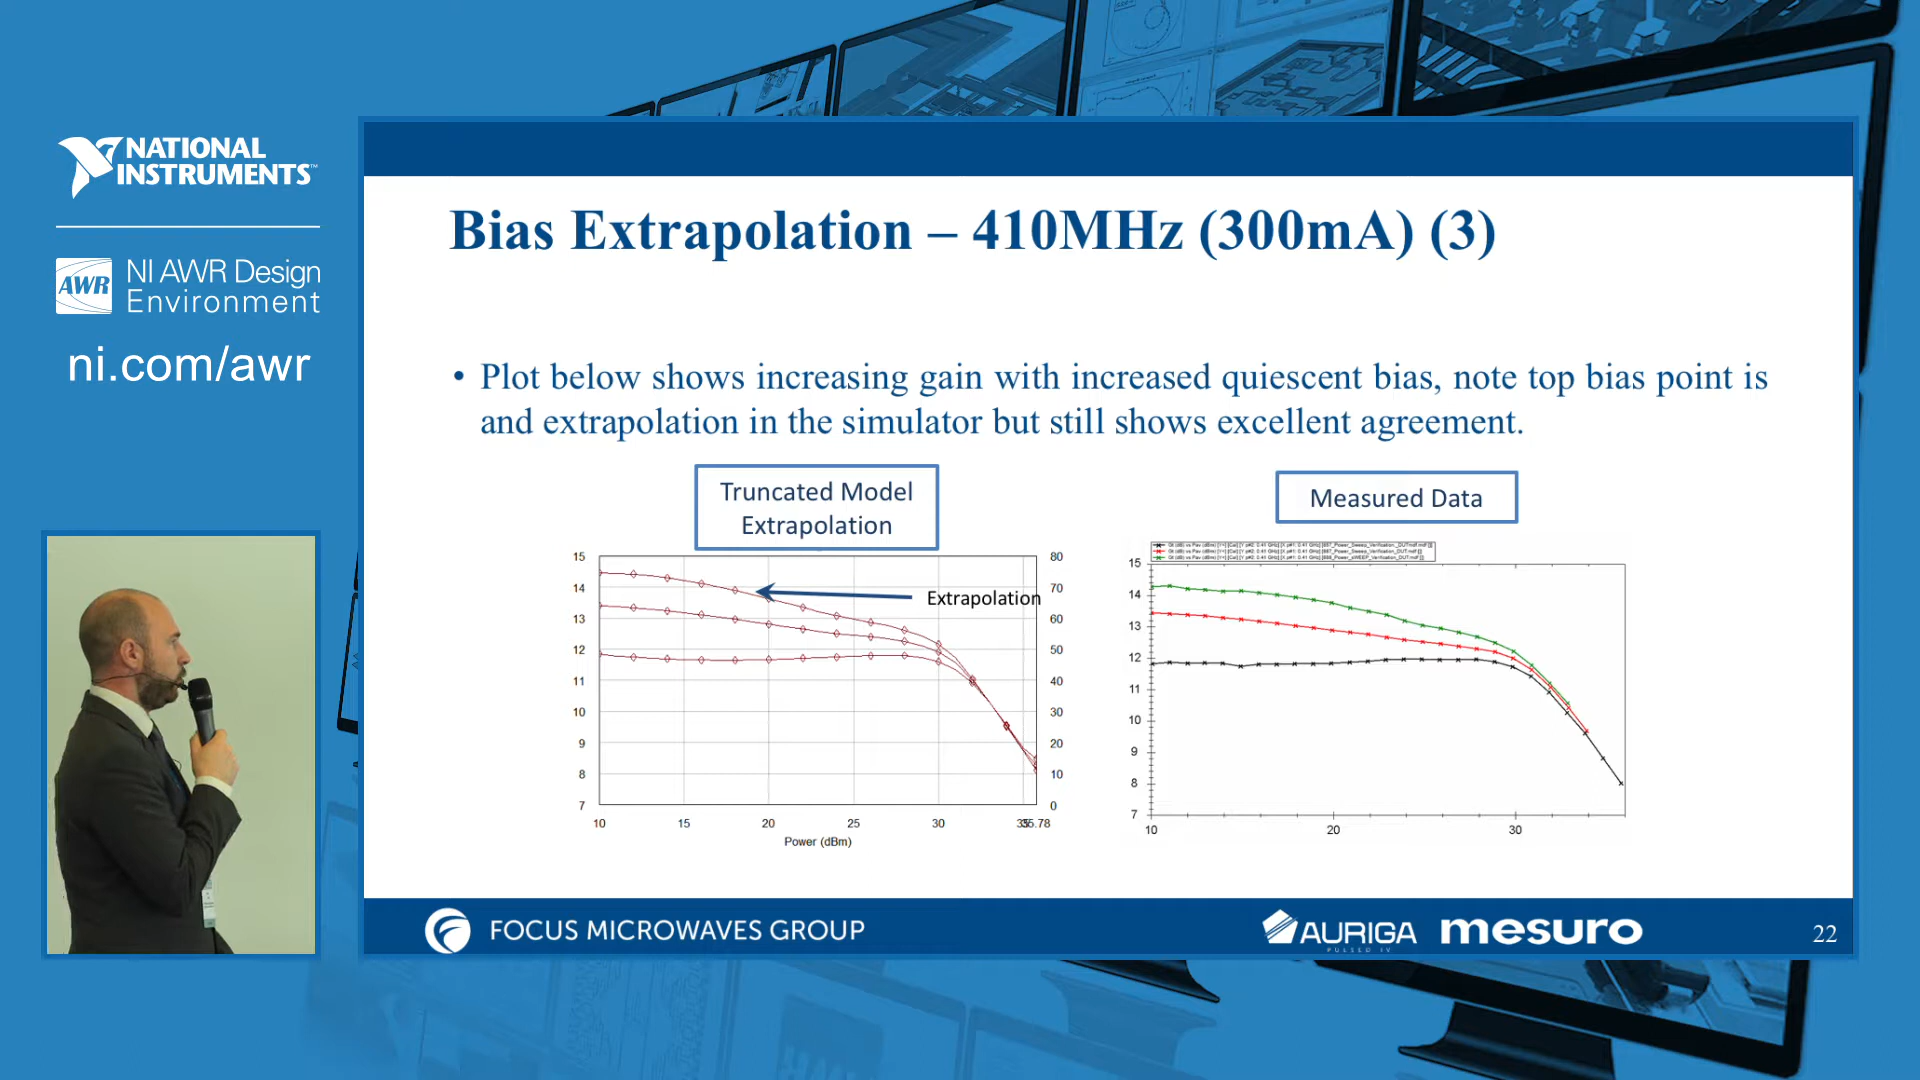 NATIONAL
INSTRUMENTS™
AWR
NI AWR Design
Environment
ni.com/awr
Bias Extrapolation – 410MHz (300mA) (3)
• Plot below shows increasing gain with increased quiescent bias, note top bias point is
and extrapolation in the simulator but still shows excellent agreement.
Truncated Model
Extrapolation
15
14
13
12
11
10
9
8
7
80
70
60
50
40
30
20
10
0
Extrapolation
10 15 20 25 30 35.78
Power (dBm)
Measured Data
15
14
13
12
11
10
9
8
7
10 20 30
FOCUS MICROWAVES GROUP
AURIGA
PULSED IV
mesuro
22